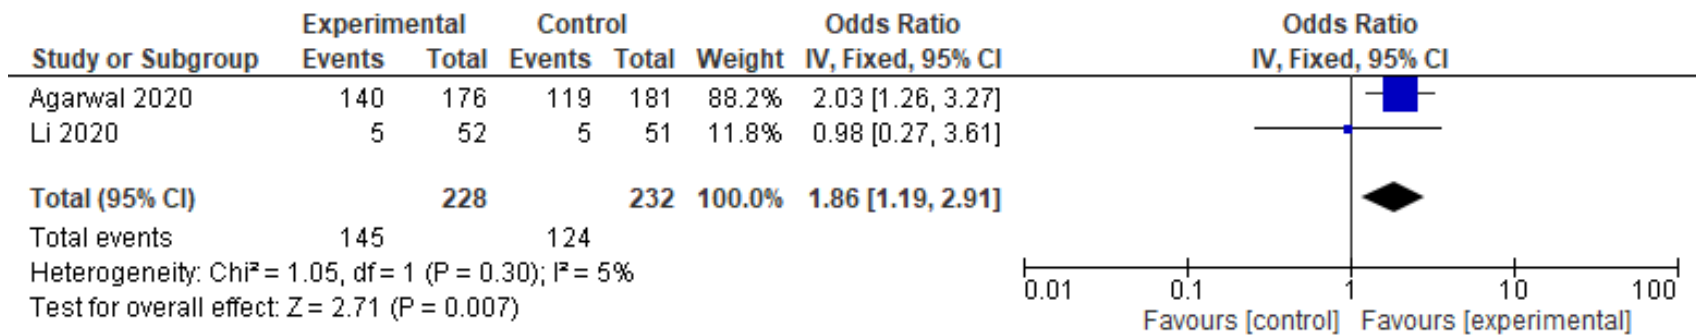 Experimental Control Odds Ratio Odds Ratio
Study or Subgroup Events Total Events Total Weight IV, Fixed, 95% CI IV, Fixed, 95% CI
Agarwal 2020 140 176 119 181 88.2% 2.03 [1.26, 3.27]
Li 2020 5 52 5 51 11.8% 0.98 [0.27, 3.61]
Total (95% CI) 228 232 100.0% 1.86 [1.19, 2.91]
Total events 145 124
Heterogeneity: Chi² = 1.05, df = 1 (P = 0.30); I² = 5%
Test for overall effect: Z = 2.71 (P = 0.007)
0.01 0.1 1 10 100
Favours [control] Favours [experimental]